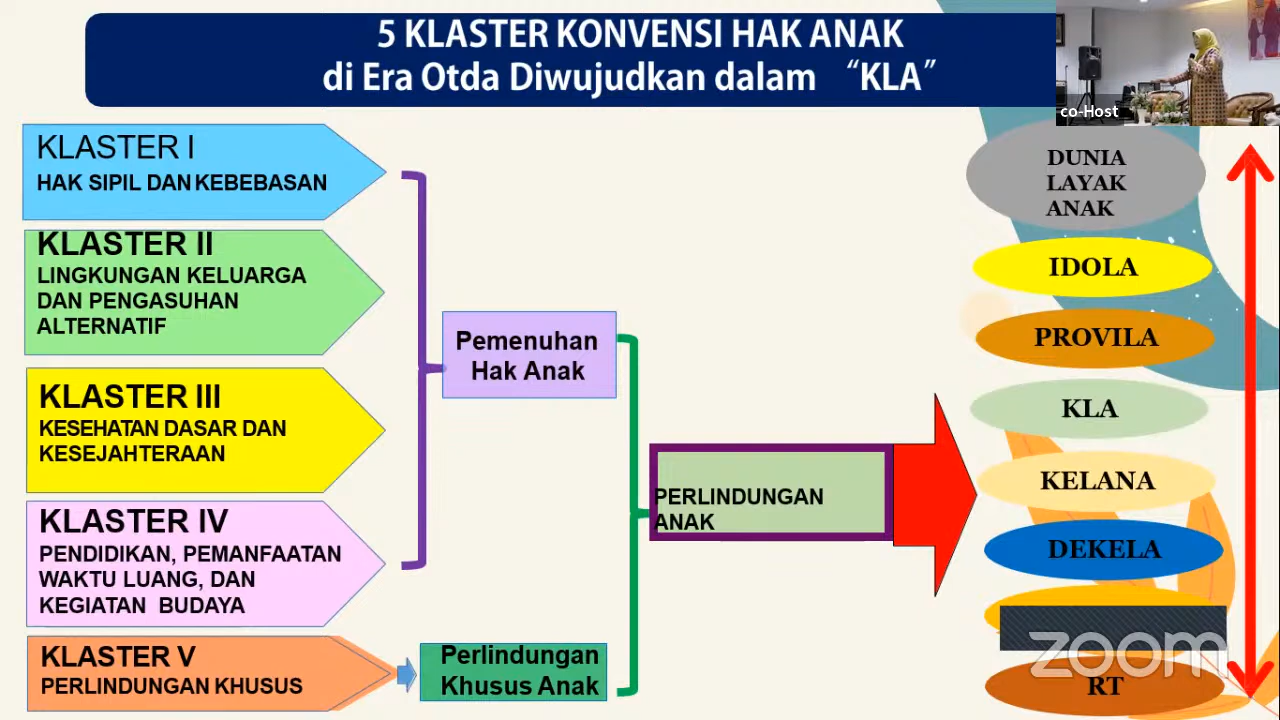 5 KLASTER KONVENSI HAK ANAK
di Era Otda Diwujudkan dalam “KLA”
co-Host
KLASTER I
HAK SIPIL DAN KEBEBASAN
KLASTER II
LINGKUNGAN KELUARGA
DAN PENGASUHAN
ALTERNATIF
KLASTER III
KESEHATAN DASAR DAN
KESEJAHTERAAN
KLASTER IV
PENDIDIKAN, PEMANFAATAN
WAKTU LUANG, DAN
KEGIATAN BUDAYA
KLASTER V
PERLINDUNGAN KHUSUS
Pemenuhan
Hak Anak
Perlindungan
Khusus Anak
PERLINDUNGAN
ANAK
DUNIA
LAYAK
ANAK
IDOLA
PROVILA
KLA
KELANA
DEKELA
zoom
RT